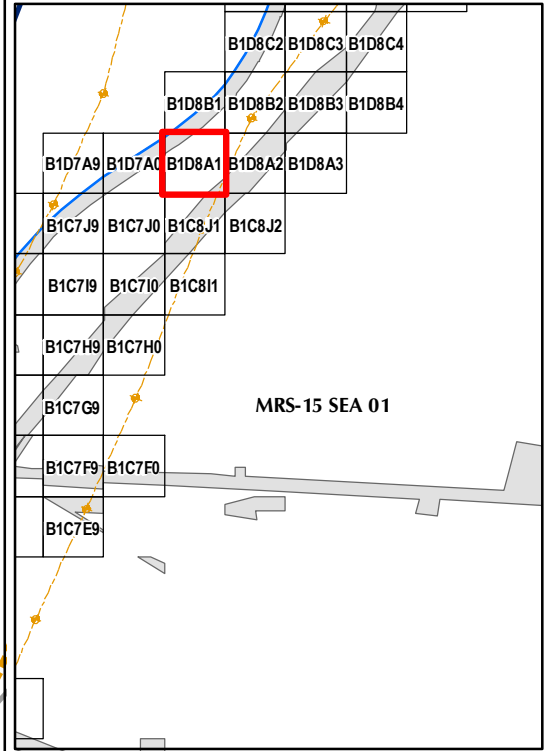 B1D8C2 B1D8C3 B1D8C4
B1D8B1 B1D8B2 B1D8B3 B1D8B4
B1D7A9 B1D7A0 B1D8A1 B1D8A2 B1D8A3
B1C7J9 B1C7J0 B1C8J1 B1C8J2
B1C7I9 B1C7I0 B1C8I1
B1C7H9 B1C7H0
B1C7G9 MRS-15 SEA 01
B1C7F9 B1C7F0
B1C7E9